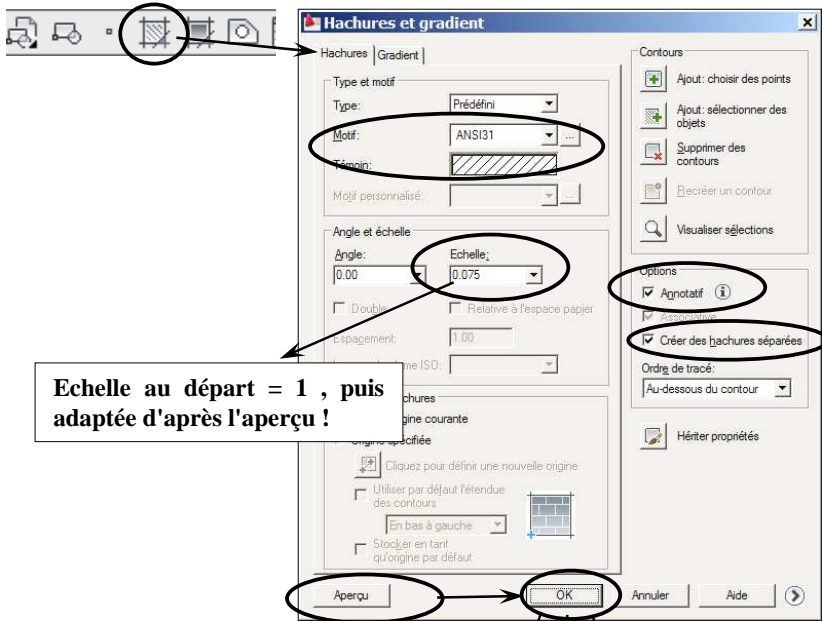 Hachures et gradient
Hachures Gradient
Type et motif
Type: Prédéfini
Motif: ANSI31 ...
Témoin:
Motif personnalisé: ...
Angle et échelle
Angle: Echelle:
0.00 0.075
Double Relative à l'espace papier
Espacement: 1.00
ISO:
Echelle au départ = 1 , puis
adaptée d'après l'aperçu !
courante
spécifiée
Cliquez pour définir une nouvelle origine
Utiliser par défaut l'étendue
des contours
En bas à gauche
Stocker en tant
qu'origine par défaut
Contours
Ajout: choisir des points
Ajout: sélectionner des
objets
Supprimer des
contours
Recréer un contour
Visualiser sélections
Options
Annotatif
Associative
Créer des hachures séparées
Ordre de tracé:
Au-dessous du contour
Hériter propriétés
Aperçu OK Annuler Aide